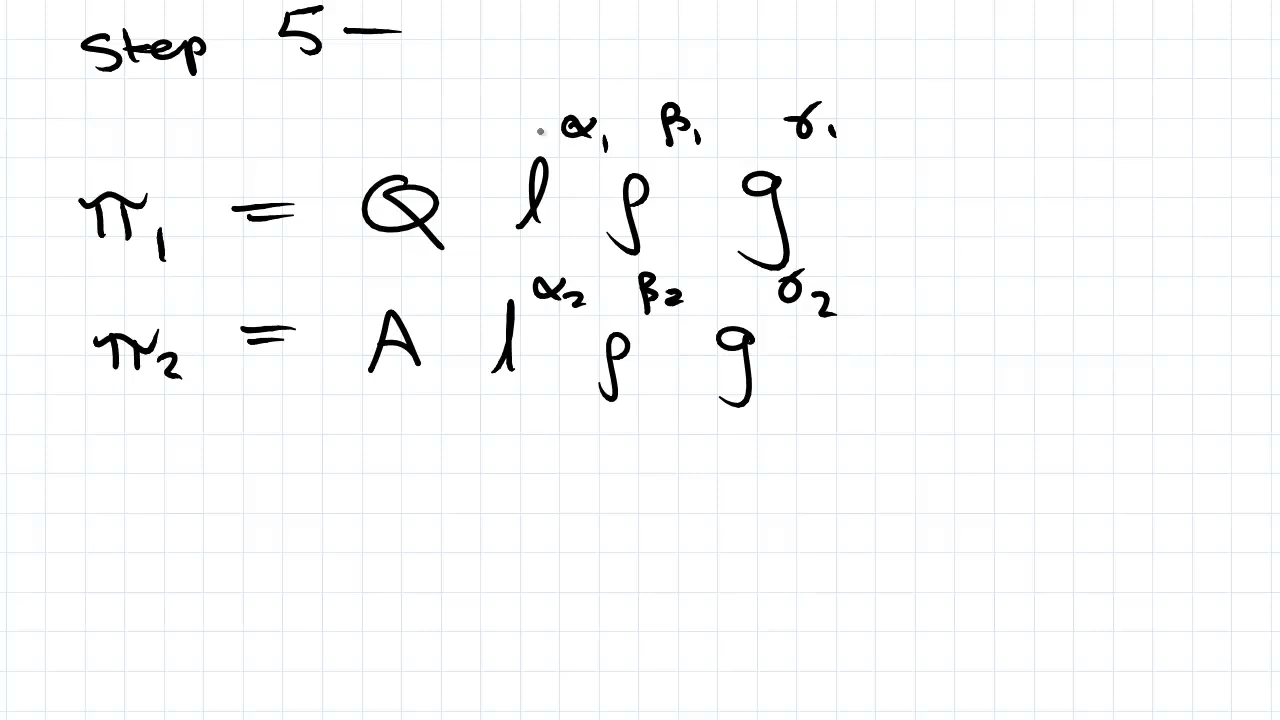 Step 5 —
π₁ = Q l^α₁ ρ^β₁ g^γ₁
π₂ = A l^α₂ ρ^β₂ g^γ₂